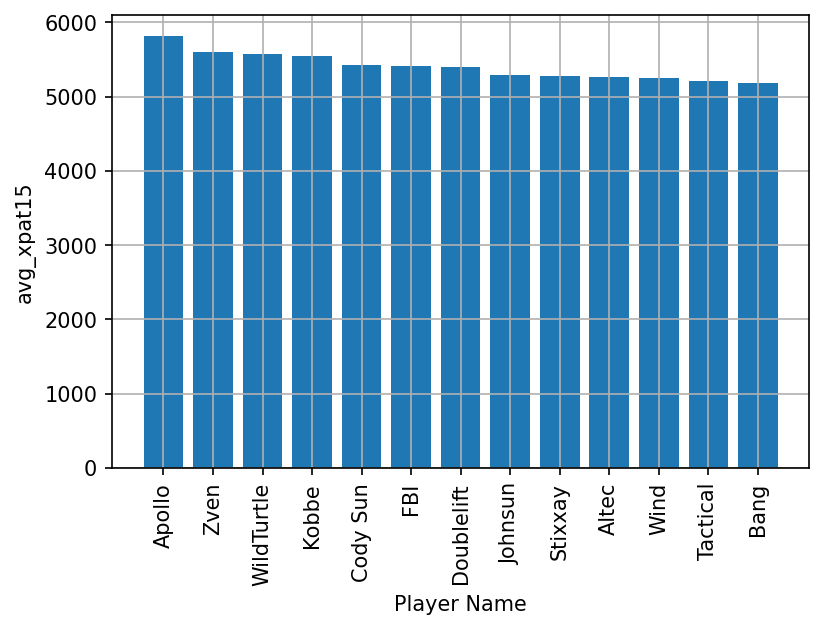 6000
5000
4000
3000
2000
1000
0
avg_xpat15
Apollo
Zven
WildTurtle
Kobbe
Cody Sun
FBI
Doublelift
Johnsun
Stixxay
Altec
Wind
Tactical
Bang
Player Name